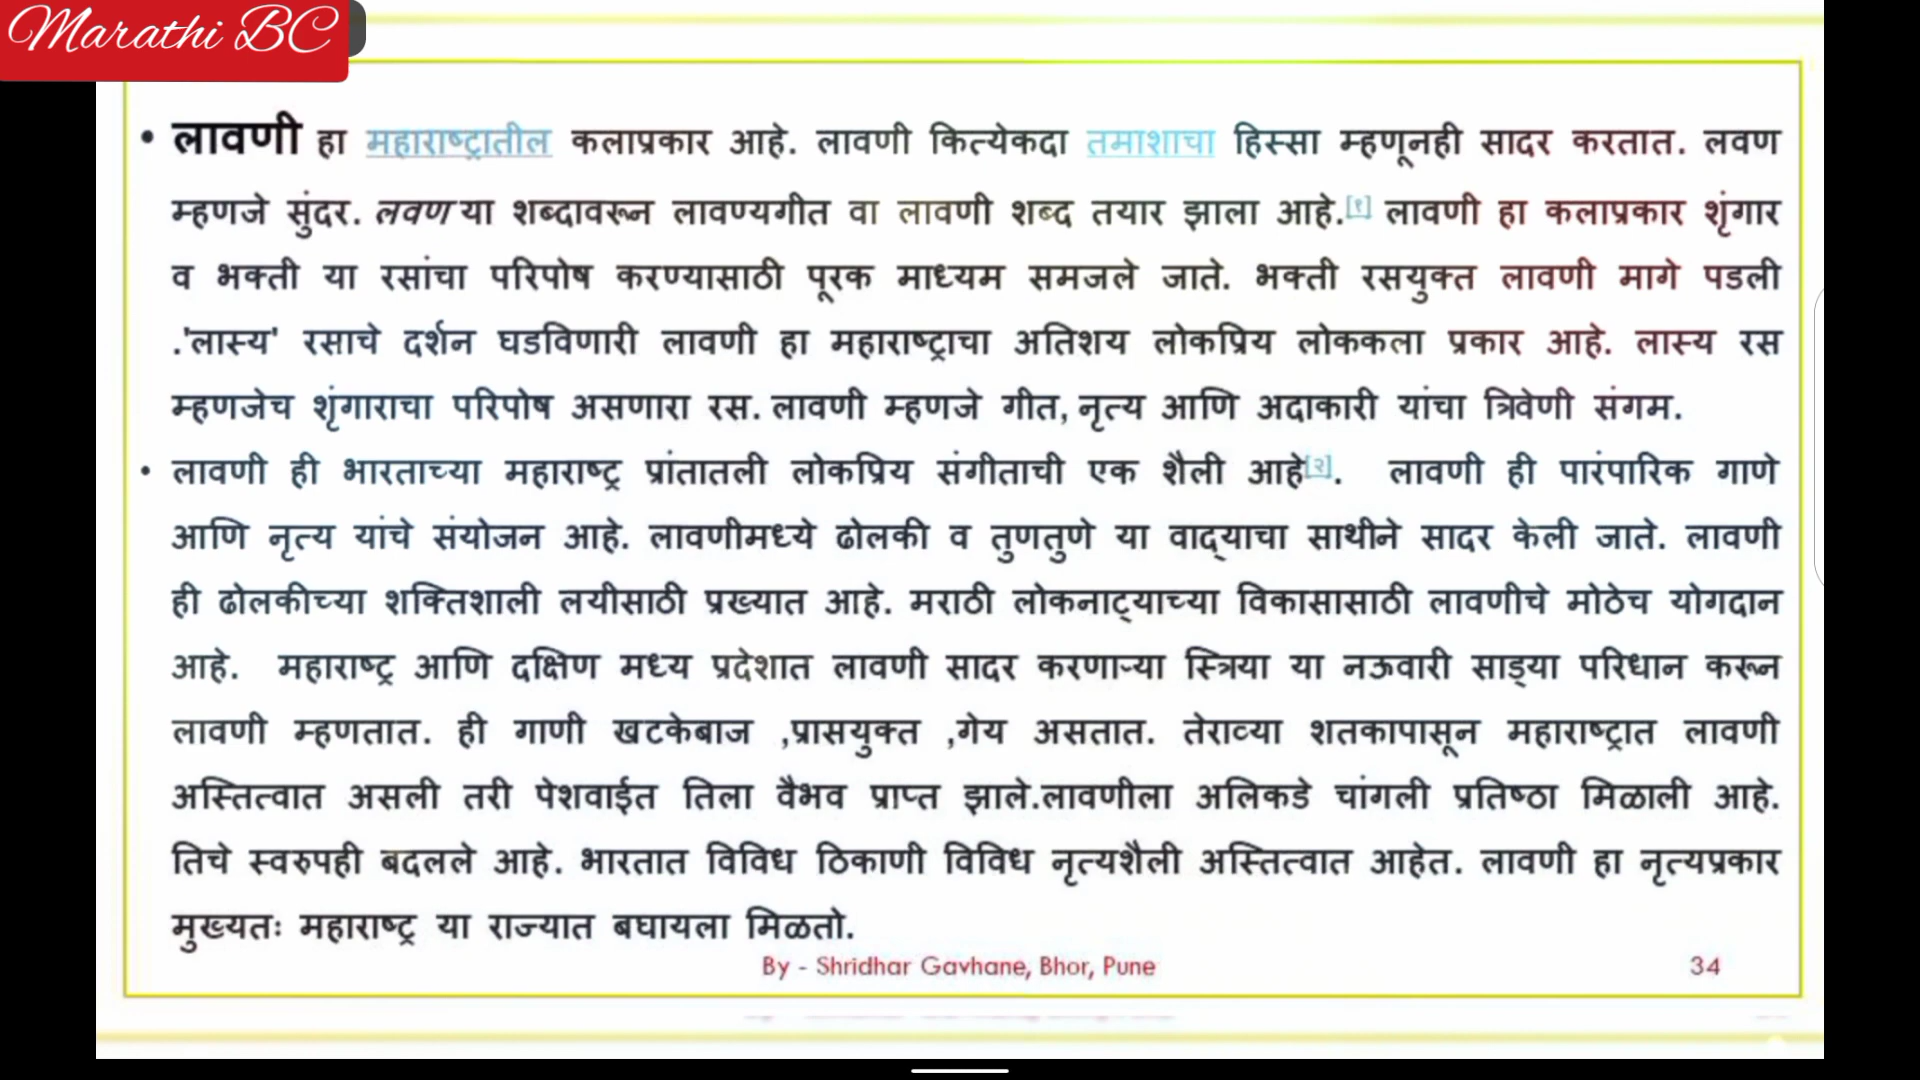 Marathi BC
• लावणी हा महाराष्ट्रातील कलाप्रकार आहे. लावणी कित्येकदा तमाशाचा हिस्सा म्हणूनही सादर करतात. लवण
म्हणजे सुंदर. लवण या शब्दावरून लावण्यगीत वा लावणी शब्द तयार झाला आहे.[१] लावणी हा कलाप्रकार शृंगार
व भक्ती या रसांचा परिपोष करण्यासाठी पूरक माध्यम समजले जाते. भक्ती रसयुक्त लावणी मागे पडली
.'लास्य' रसाचे दर्शन घडविणारी लावणी हा महाराष्ट्राचा अतिशय लोकप्रिय लोककला प्रकार आहे. लास्य रस
म्हणजेच शृंगाराचा परिपोष असणारा रस. लावणी म्हणजे गीत, नृत्य आणि अदाकारी यांचा त्रिवेणी संगम.
• लावणी ही भारताच्या महाराष्ट्र प्रांतातली लोकप्रिय संगीताची एक शैली आहे[२]. लावणी ही पारंपारिक गाणे
आणि नृत्य यांचे संयोजन आहे. लावणीमध्ये ढोलकी व तुणतुणे या वाद्याचा साथीने सादर केली जाते. लावणी
ही ढोलकीच्या शक्तिशाली लयीसाठी प्रख्यात आहे. मराठी लोकनाट्याच्या विकासासाठी लावणीचे मोठेच योगदान
आहे. महाराष्ट्र आणि दक्षिण मध्य प्रदेशात लावणी सादर करणाऱ्या स्त्रिया या नऊवारी साड्या परिधान करून
लावणी म्हणतात. ही गाणी खटकेबाज ,प्रासयुक्त ,गेय असतात. तेराव्या शतकापासून महाराष्ट्रात लावणी
अस्तित्वात असली तरी पेशवाईत तिला वैभव प्राप्त झाले.लावणीला अलिकडे चांगली प्रतिष्ठा मिळाली आहे.
तिचे स्वरुपही बदलले आहे. भारतात विविध ठिकाणी विविध नृत्यशैली अस्तित्वात आहेत. लावणी हा नृत्यप्रकार
मुख्यतः महाराष्ट्र या राज्यात बघायला मिळतो.
By - Shridhar Gavhane, Bhor, Pune 34